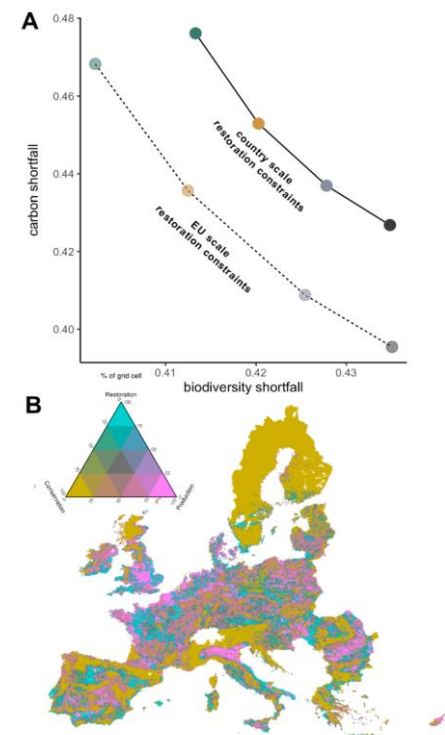 A
0.48
0.46
0.44
0.42
0.40
carbon shortfall
country scale
restoration constraints
EU scale
restoration constraints
0.41
0.42
0.43
biodiversity shortfall
% of grid cell
B
Restoration
Conservation
Production